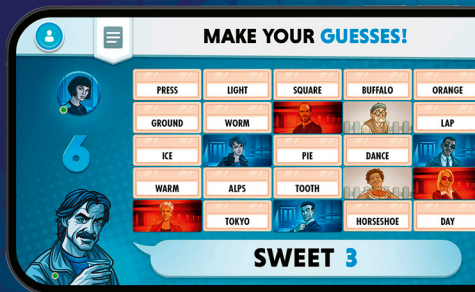 MAKE YOUR GUESSES!
PRESS LIGHT SQUARE BUFFALO ORANGE
6
GROUND WORM LAP
ICE PIE DANCE
WARM ALPS TOOTH
TOKYO HORSESHOE DAY
SWEET 3